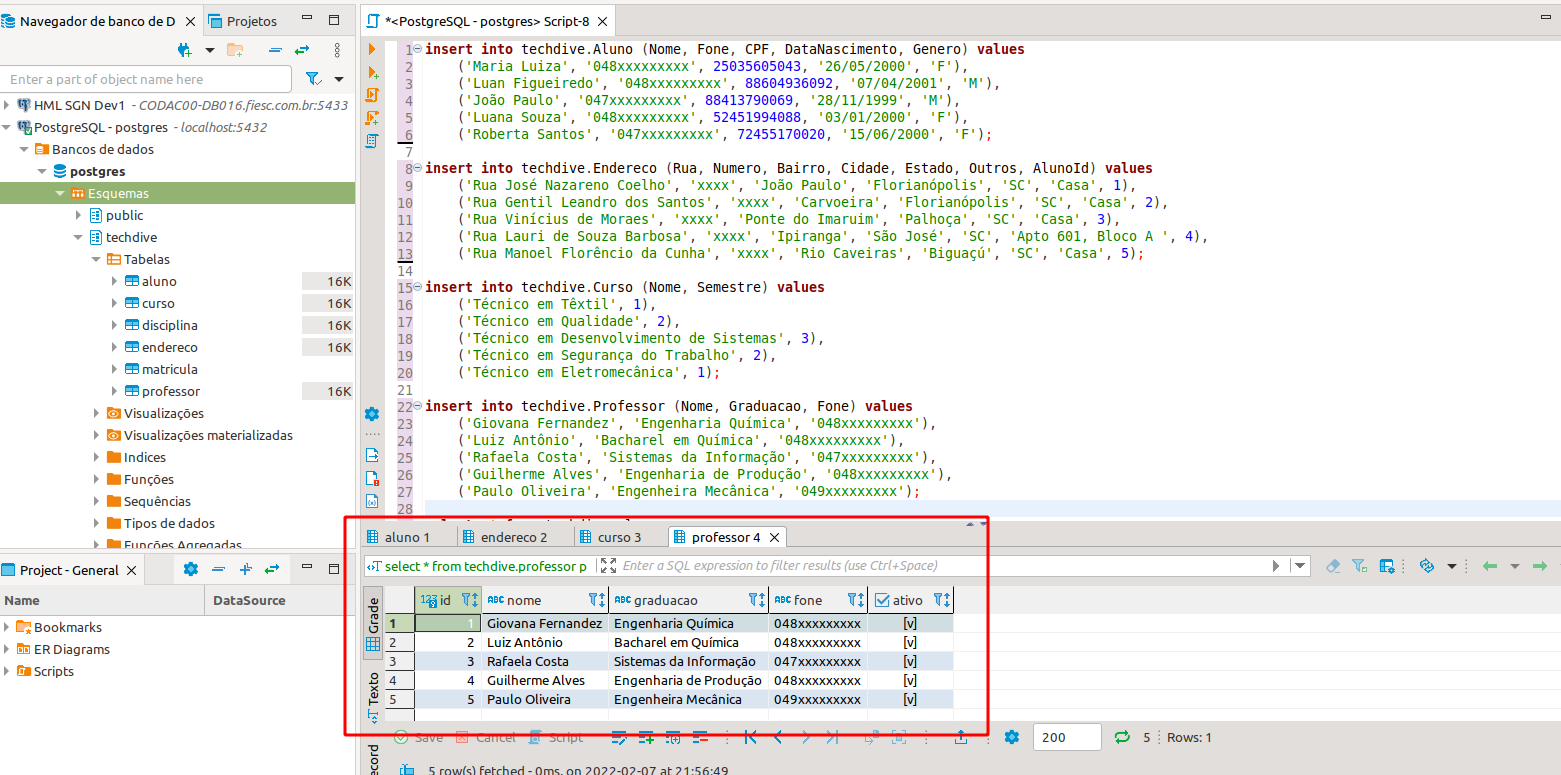 Navegador de banco de D
Projetos
Enter a part of object name here
HML SGN Dev1 - CODAC00-DB016.fiesc.com.br:5433
PostgreSQL - postgres - localhost:5432
Bancos de dados
postgres
Esquemas
public
techdive
Tabelas
aluno 16K
curso 16K
disciplina 16K
endereco 16K
matricula
professor 16K
Visualizações
Visualizações materializadas
Indices
Funções
Sequências
Tipos de dados
Funções Agregadas
Project - General
Name DataSource
Bookmarks
ER Diagrams
Scripts
*<PostgreSQL - postgres> Script-8
1 insert into techdive.Aluno (Nome, Fone, CPF, DataNascimento, Genero) values
2 ('Maria Luiza', '048xxxxxxxxx', 25035605043, '26/05/2000', 'F'),
3 ('Luan Figueiredo', '048xxxxxxxxx', 88604936092, '07/04/2001', 'M'),
4 ('João Paulo', '047xxxxxxxxx', 88413790069, '28/11/1999', 'M'),
5 ('Luana Souza', '048xxxxxxxxx', 52451994088, '03/01/2000', 'F'),
6 ('Roberta Santos', '047xxxxxxxxx', 72455170020, '15/06/2000', 'F');
7
8 insert into techdive.Endereco (Rua, Numero, Bairro, Cidade, Estado, Outros, AlunoId) values
9 ('Rua José Nazareno Coelho', 'xxxx', 'João Paulo', 'Florianópolis', 'SC', 'Casa', 1),
10 ('Rua Gentil Leandro dos Santos', 'xxxx', 'Carvoeira', 'Florianópolis', 'SC', 'Casa', 2),
11 ('Rua Vinícius de Moraes', 'xxxx', 'Ponte do Imaruim', 'Palhoça', 'SC', 'Casa', 3),
12 ('Rua Lauri de Souza Barbosa', 'xxxx', 'Ipiranga', 'São José', 'SC', 'Apto 601, Bloco A ', 4),
13 ('Rua Manoel Florêncio da Cunha', 'xxxx', 'Rio Caveiras', 'Biguaçú', 'SC', 'Casa', 5);
14
15 insert into techdive.Curso (Nome, Semestre) values
16 ('Técnico em Têxtil', 1),
17 ('Técnico em Qualidade', 2),
18 ('Técnico em Desenvolvimento de Sistemas', 3),
19 ('Técnico em Segurança do Trabalho', 2),
20 ('Técnico em Eletromecânica', 1);
21
22 insert into techdive.Professor (Nome, Graduacao, Fone) values
23 ('Giovana Fernandez', 'Engenharia Química', '048xxxxxxxxx'),
24 ('Luiz Antônio', 'Bacharel em Química', '048xxxxxxxxx'),
25 ('Rafaela Costa', 'Sistemas da Informação', '047xxxxxxxxx'),
26 ('Guilherme Alves', 'Engenharia de Produção', '048xxxxxxxxx'),
27 ('Paulo Oliveira', 'Engenheira Mecânica', '049xxxxxxxxx');
28
aluno 1 endereco 2 curso 3 professor 4
select * from techdive.professor p Enter a SQL expression to filter results (use Ctrl+Space)
Grade
Texto
123 id ABC nome ABC graduacao ABC fone ativo
1 1 Giovana Fernandez Engenharia Química 048xxxxxxxxx [v]
2 2 Luiz Antônio Bacharel em Química 048xxxxxxxxx [v]
3 3 Rafaela Costa Sistemas da Informação 047xxxxxxxxx [v]
4 4 Guilherme Alves Engenharia de Produção 048xxxxxxxxx [v]
5 5 Paulo Oliveira Engenheira Mecânica 049xxxxxxxxx [v]
Save Cancel Script 200 5 Rows: 1
5 row(s) fetched - 0ms, on 2022-02-07 at 21:56:49